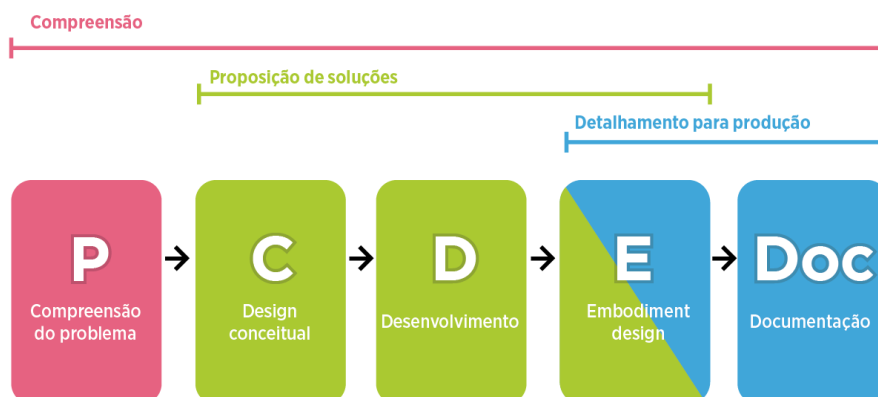 Compreensão
Proposição de soluções
Detalhamento para produção
P
Compreensão
do problema
C
Design
conceitual
D
Desenvolvimento
E
Embodiment
design
Doc
Documentação